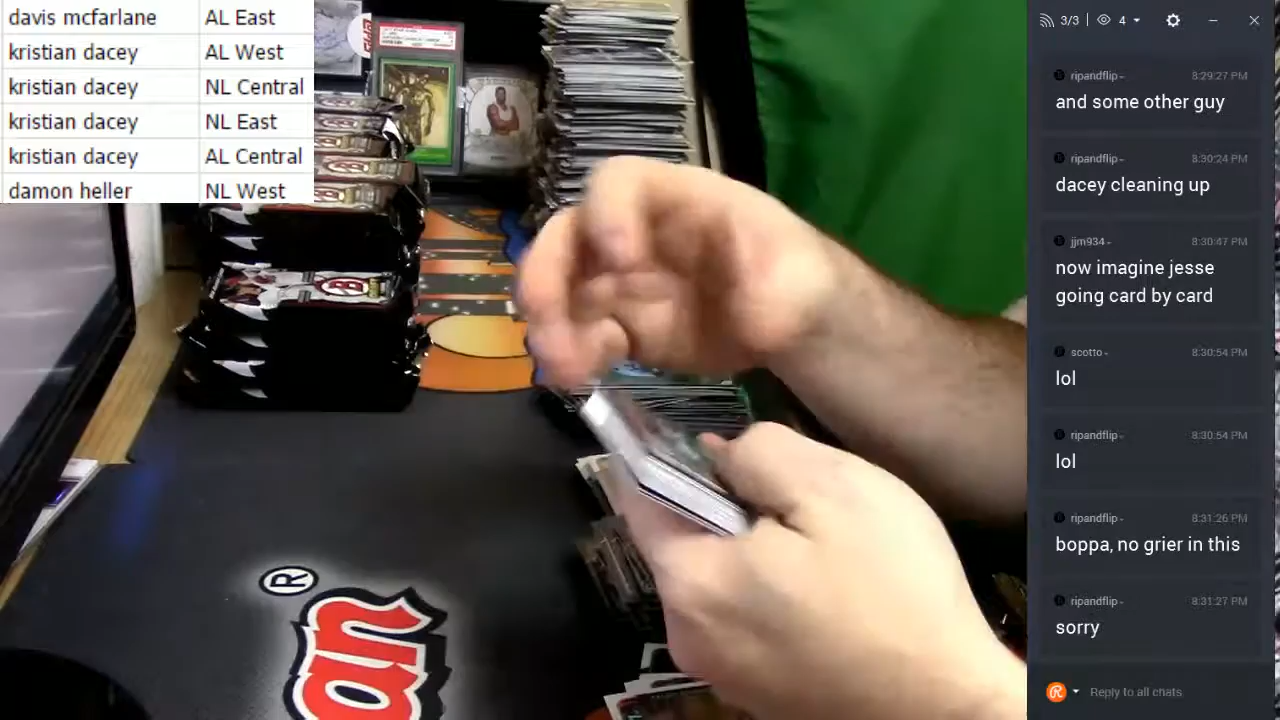 davis mcfarlane AL East
kristian dacey AL West
kristian dacey NL Central
kristian dacey NL East
kristian dacey AL Central
damon heller NL West
an®
3/3 4
ripandflip- 8:29:27 PM
and some other guy
ripandflip- 8:30:24 PM
dacey cleaning up
jjm934- 8:30:47 PM
now imagine jesse
going card by card
scotto- 8:30:54 PM
lol
ripandflip- 8:30:54 PM
lol
ripandflip- 8:31:26 PM
boppa, no grier in this
ripandflip- 8:31:27 PM
sorry
Reply to all chats